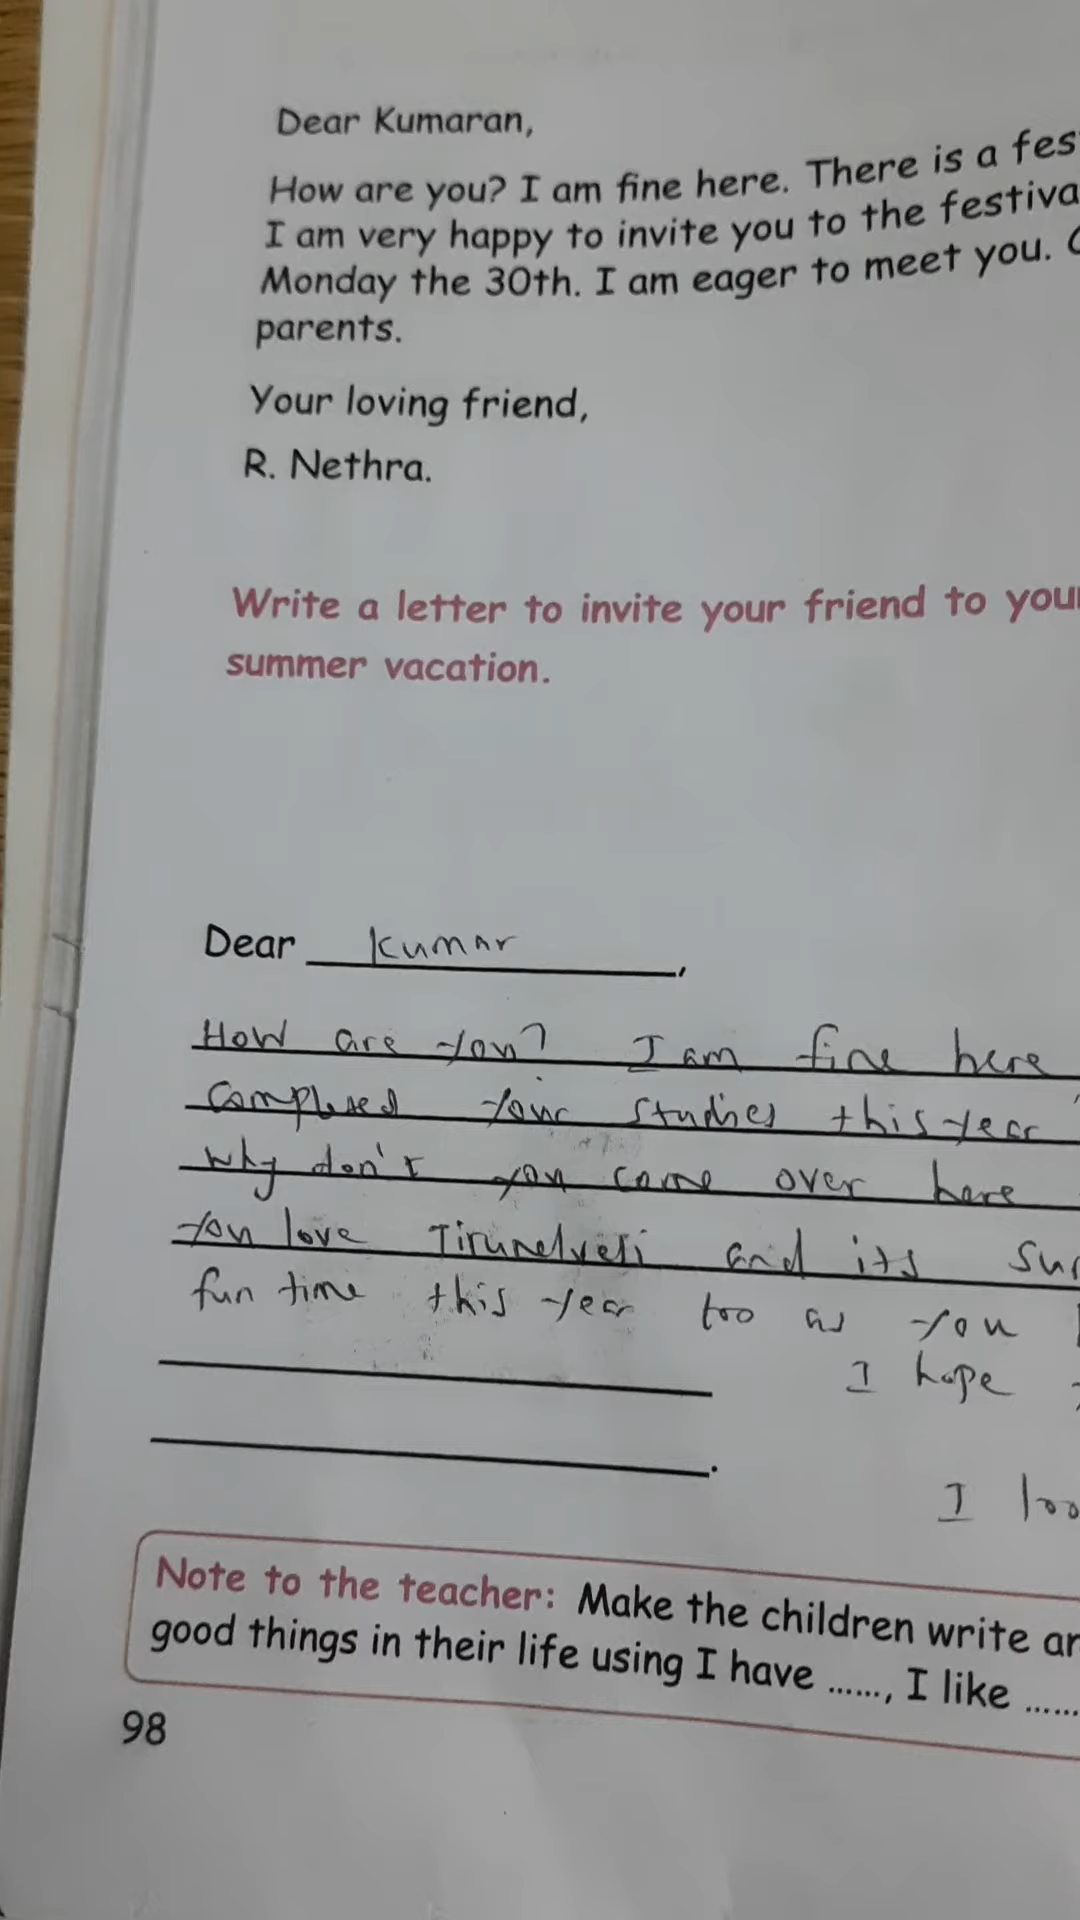 Dear Kumaran,
How are you? I am fine here. There is a fes
I am very happy to invite you to the festiva
Monday the 30th. I am eager to meet you.
parents.
Your loving friend,
R. Nethra.
Write a letter to invite your friend to your
summer vacation.
Dear Kumar,
How are you? I am fine here
Completed your studies this year
why don't you come over here
You love Tirunelveli and its sur
fun time this year too as you
I hope
I loo
Note to the teacher: Make the children write an
good things in their life using I have ......, I like ......
98